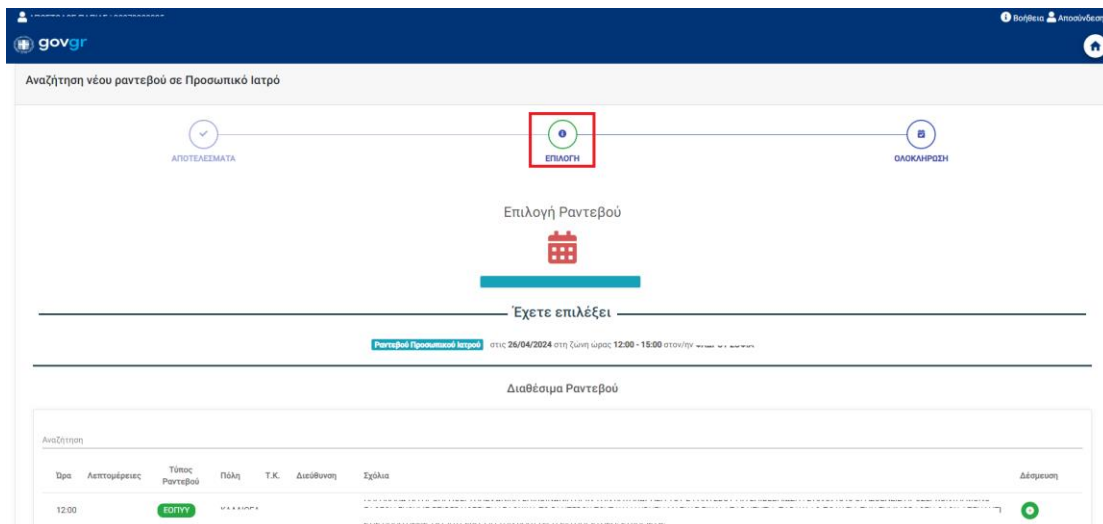 Βοήθεια Αποσύνδεση
govgr
Αναζήτηση νέου ραντεβού σε Προσωπικό Ιατρό
ΑΠΟΤΕΛΕΣΜΑΤΑ ΕΠΙΛΟΓΗ ΟΛΟΚΛΗΡΩΣΗ
Επιλογή Ραντεβού
Έχετε επιλέξει
Ραντεβού Προσωπικού Ιατρού στις 26/04/2024 στη ζώνη ώρας 12:00 - 15:00 στον/ην
Διαθέσιμα Ραντεβού
Αναζήτηση
Ώρα Λεπτομέρειες Τύπος Ραντεβού Πόλη Τ.Κ. Διεύθυνση Σχόλια Δέσμευση
12:00 ΕΟΠΥΥ